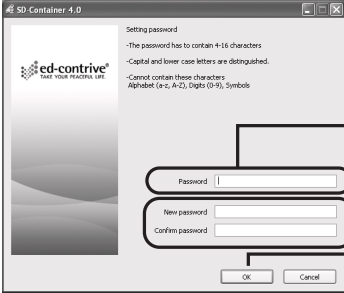 SD-Container 4.0
ed-contrive®
TAKE YOUR PEACEFUL LIFE
Setting password
-The password has to contain 4-16 characters
-Capital and lower case letters are distinguished.
-Cannot contain these characters
Alphabet (a-z, A-Z), Digits (0-9), Symbols
Password
New password
Confirm password
OK
Cancel